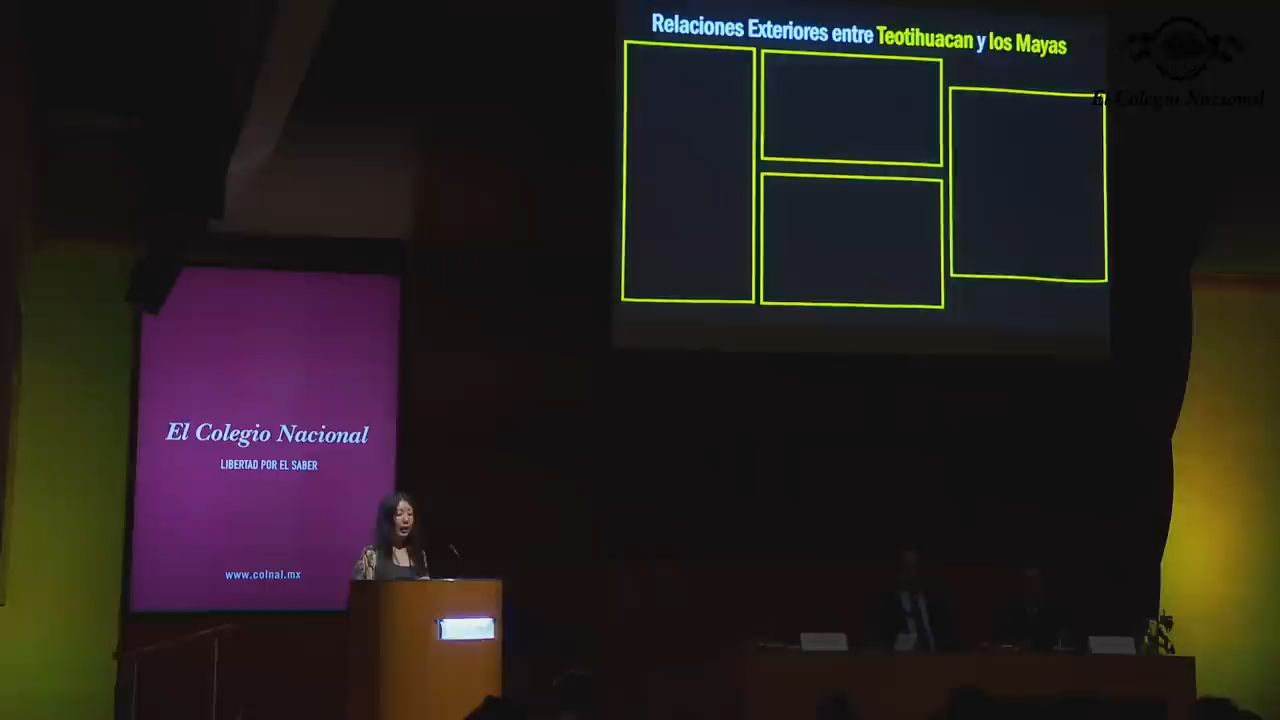 Relaciones Exteriores entre Teotihuacan y los Mayas
El Colegio Nacional
El Colegio Nacional
LIBERTAD POR EL SABER
www.colnal.mx